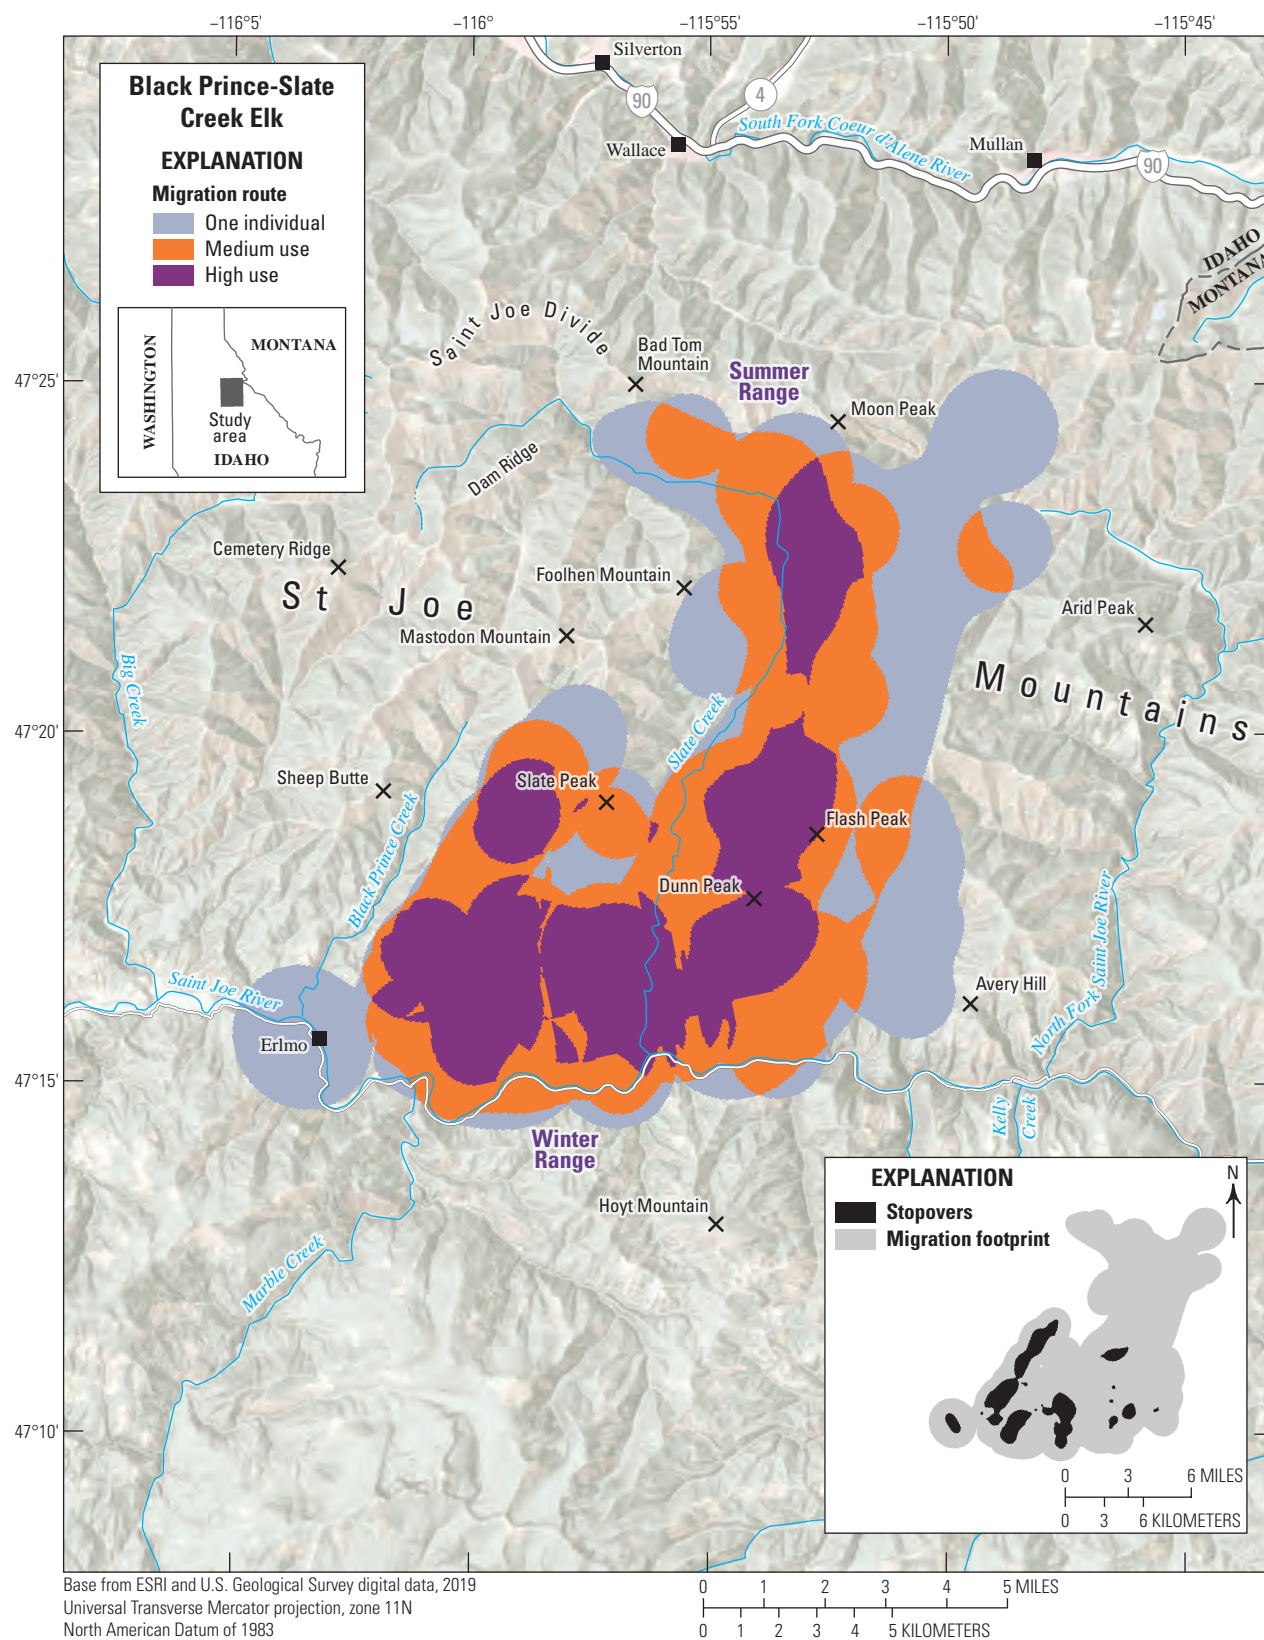 −116°5'
−116°
−115°55'
−115°50'
−115°45'
Black Prince-Slate
Creek Elk
EXPLANATION
Migration route
One individual
Medium use
High use
WASHINGTON
MONTANA
Study
area
IDAHO
Silverton
90
4
Wallace
South Fork Coeur d'Alene River
Mullan
90
IDAHO
MONTANA
Saint Joe Divide
Bad Tom
Mountain
Summer
Range
Moon Peak
47°25'
Dam Ridge
Cemetery Ridge
Foolhen Mountain
St Joe
Mastodon Mountain
Arid Peak
Big Creek
Mountains
Slate Creek
47°20'
Sheep Butte
Slate Peak
Black Prince Creek
Flash Peak
Dunn Peak
Saint Joe River
Avery Hill
North Fork Saint Joe River
Erlmo
47°15'
Kelly
Creek
Winter
Range
Hoyt Mountain
Marble Creek
EXPLANATION
N
Stopovers
Migration footprint
47°10'
0 3 6 MILES
0 3 6 KILOMETERS
Base from ESRI and U.S. Geological Survey digital data, 2019
Universal Transverse Mercator projection, zone 11N
North American Datum of 1983
0 1 2 3 4 5 MILES
0 1 2 3 4 5 KILOMETERS